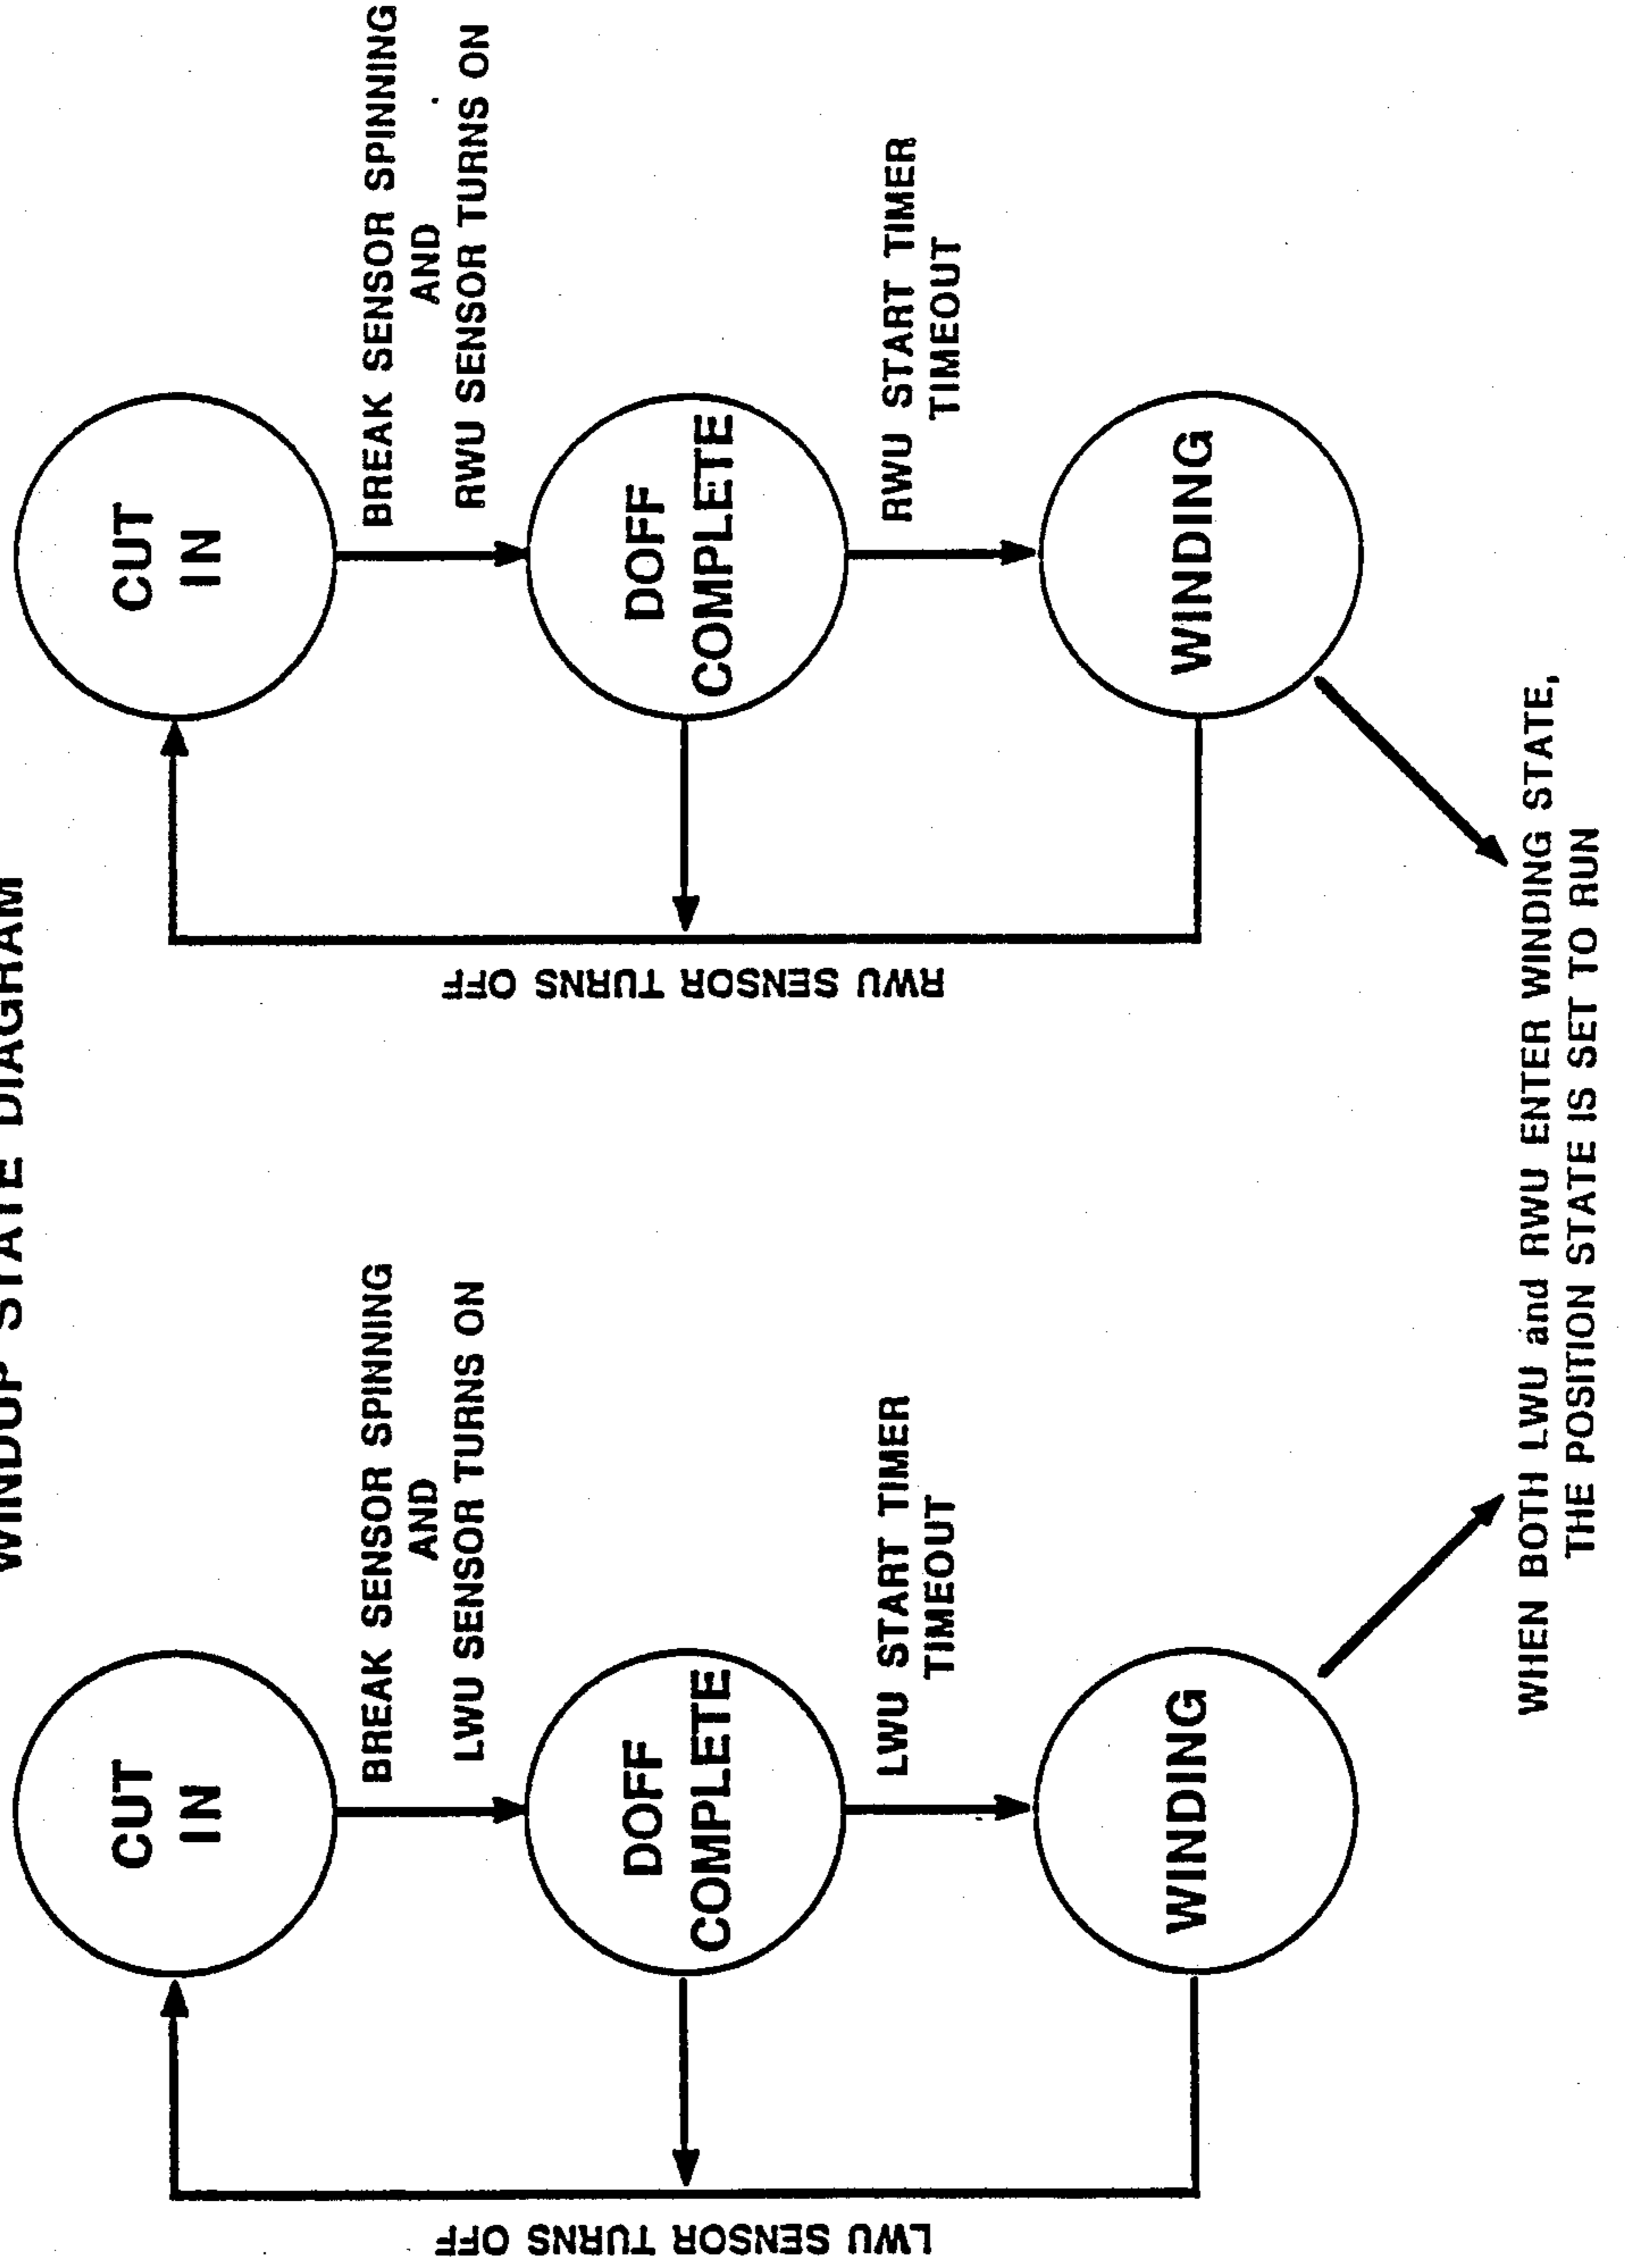 WINDUP STATE DIAGRAM
CUT
IN
BREAK SENSOR SPINNING
AND
LWU SENSOR TURNS ON
DOFF
COMPLETE
LWU START TIMER
TIMEOUT
WINDING
LWU SENSOR TURNS OFF
CUT
IN
BREAK SENSOR SPINNING
AND
RWU SENSOR TURNS ON
DOFF
COMPLETE
RWU START TIMER
TIMEOUT
WINDING
RWU SENSOR TURNS OFF
WHEN BOTH LWU and RWU ENTER WINDING STATE,
THE POSITION STATE IS SET TO RUN